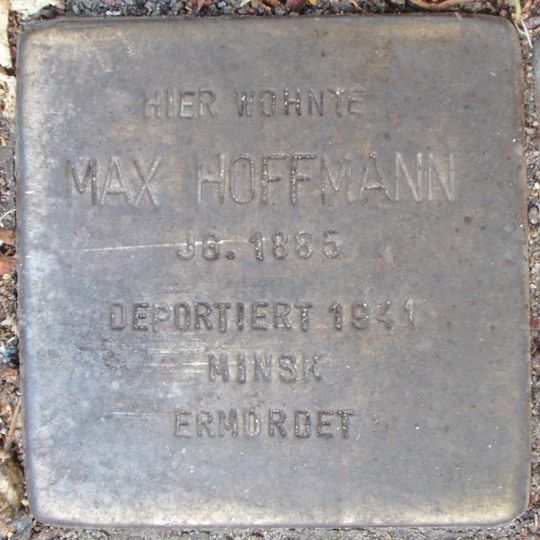 HIER WOHNTE
MAX HOFFMANN
JG. 1885
DEPORTIERT 1941
MINSK
ERMORDET